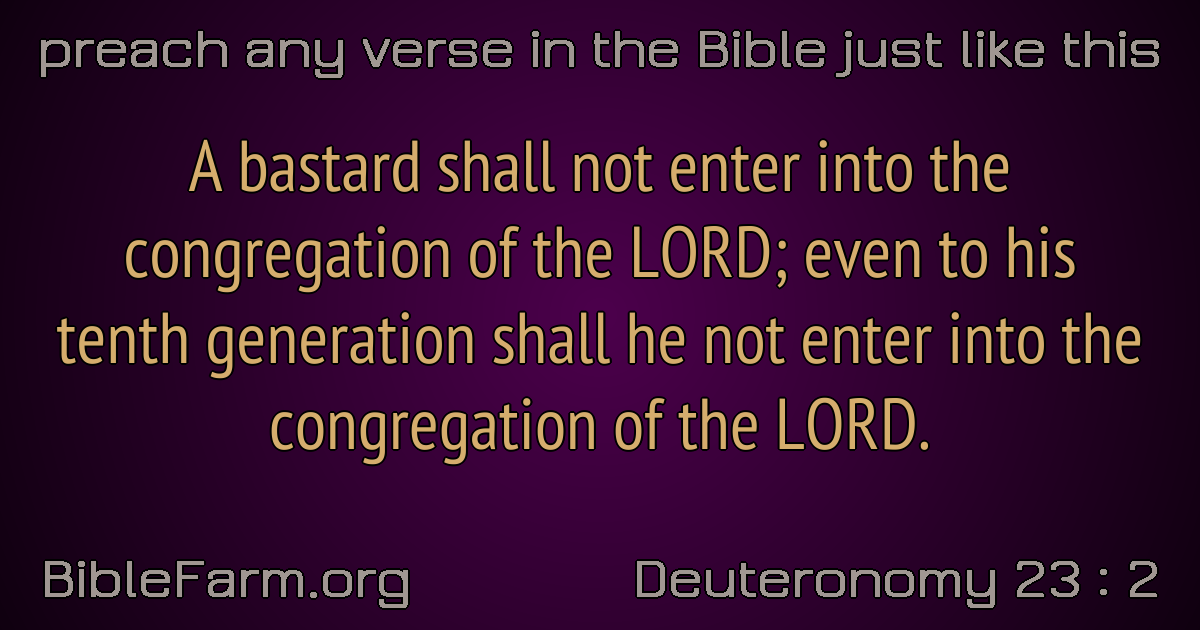 preach any verse in the Bible just like this
A bastard shall not enter into the
congregation of the LORD; even to his
tenth generation shall he not enter into the
congregation of the LORD.
BibleFarm.org
Deuteronomy 23 : 2